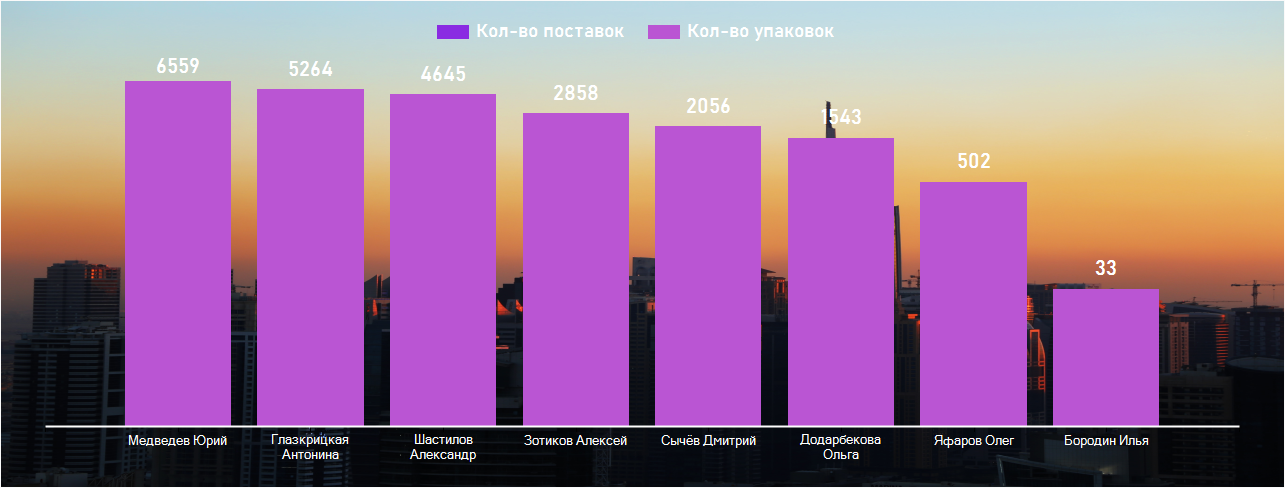 Кол-во поставок Кол-во упаковок
6559 5264 4645 2858 2056 1543 502 33
Медведев Юрий Глазкрицкая Антонина Шастилов Александр Зотиков Алексей Сычёв Дмитрий Додарбекова Ольга Яфаров Олег Бородин Илья